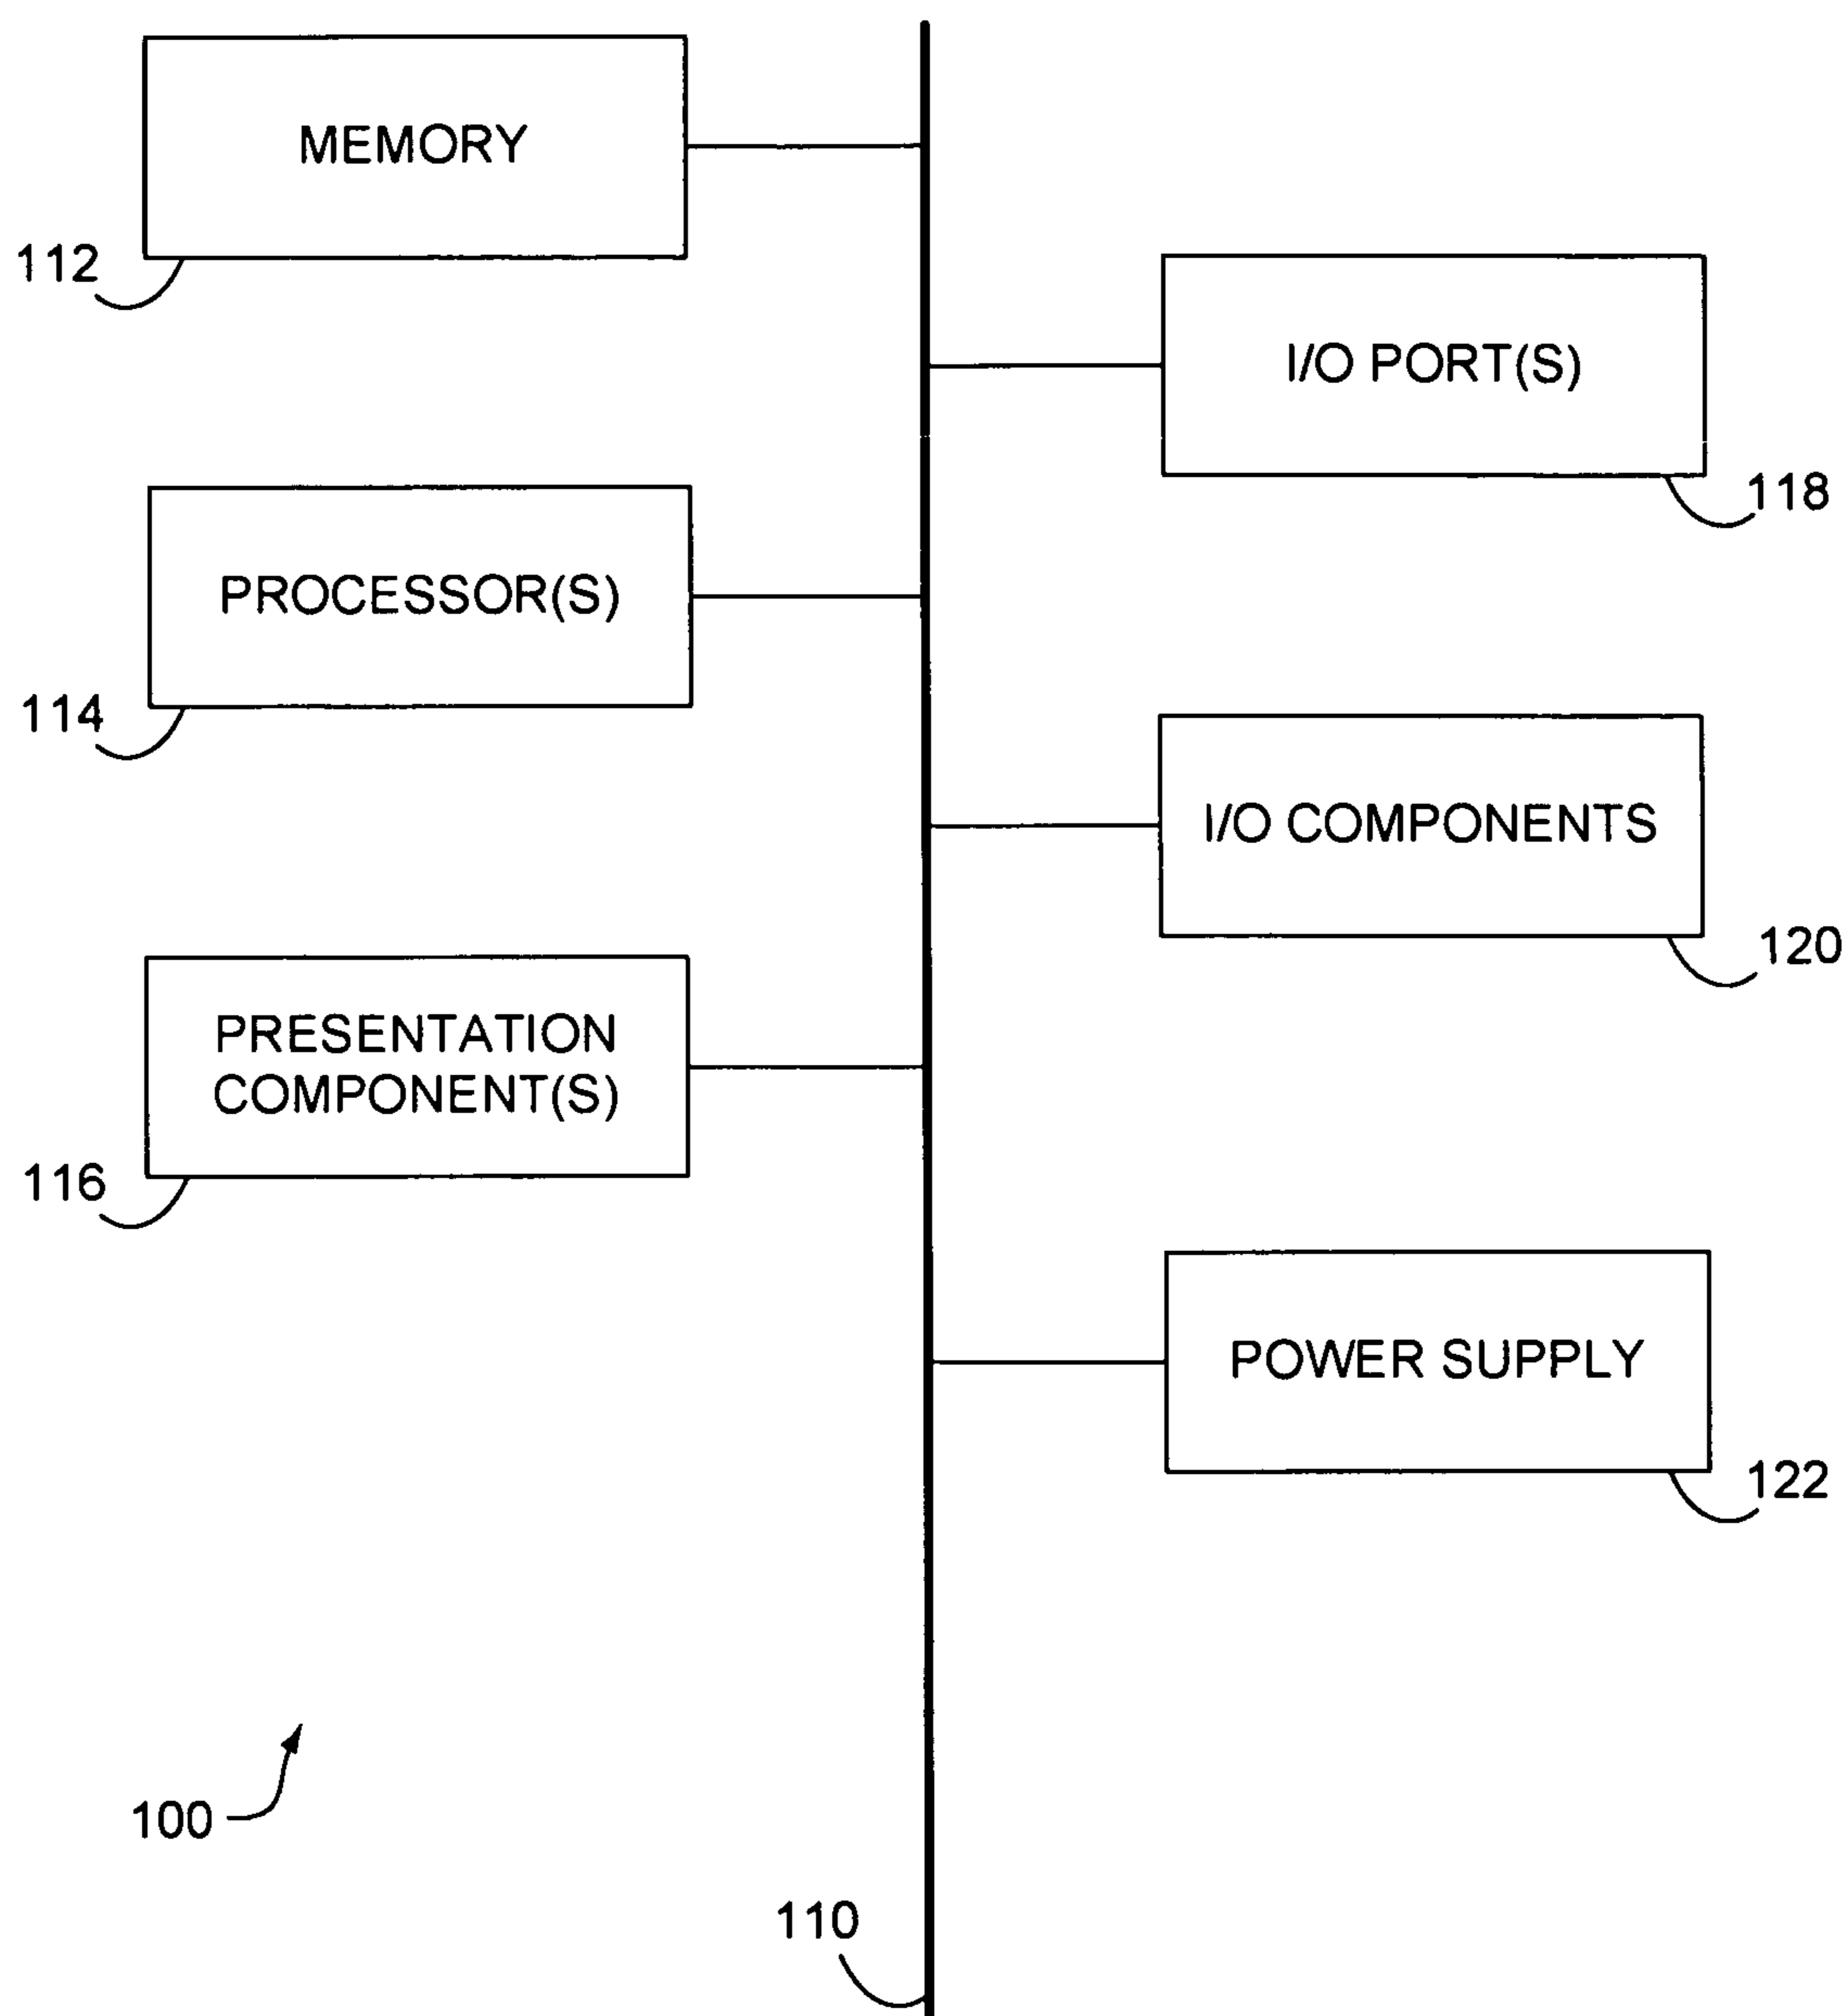 MEMORY
112
I/O PORT(S)
118
PROCESSOR(S)
114
I/O COMPONENTS
120
PRESENTATION
COMPONENT(S)
116
POWER SUPPLY
122
100
110